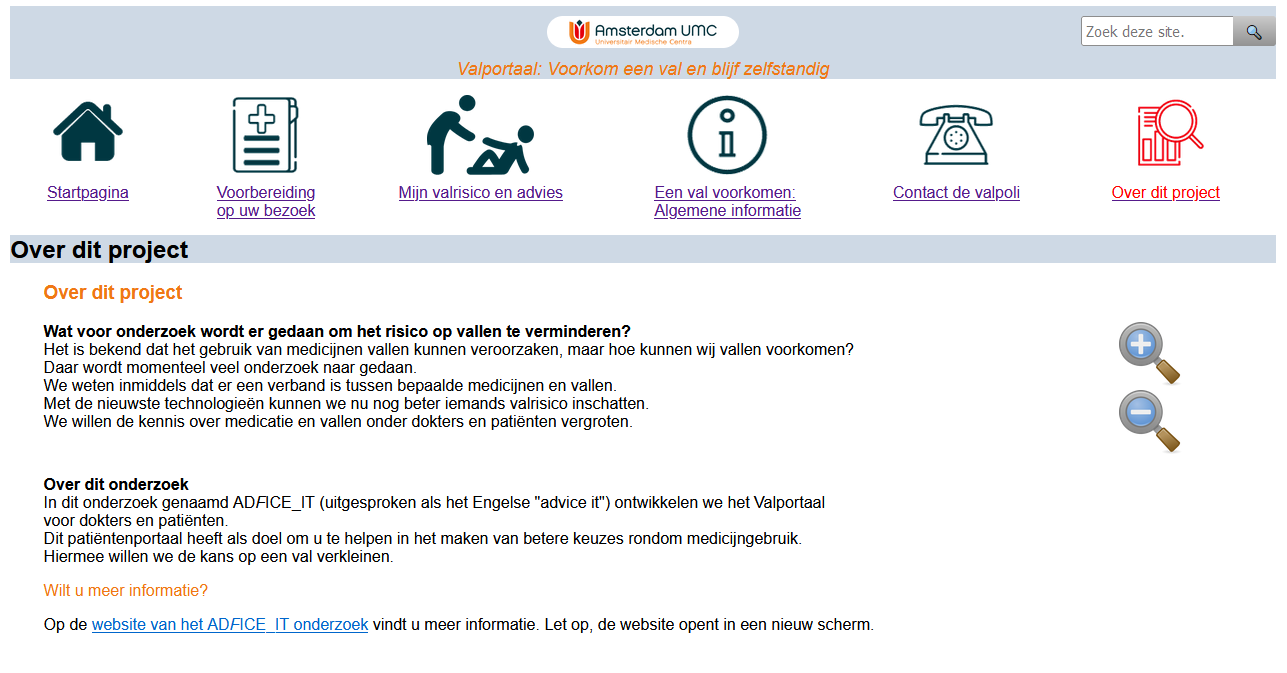 Amsterdam UMC
Universitair Medische Centra
Zoek deze site.
Valportaal: Voorkom een val en blijf zelfstandig
Startpagina
Voorbereiding
op uw bezoek
Mijn valrisico en advies
Een val voorkomen:
Algemene informatie
Contact de valpoli
Over dit project
Over dit project
Over dit project
Wat voor onderzoek wordt er gedaan om het risico op vallen te verminderen?
Het is bekend dat het gebruik van medicijnen vallen kunnen veroorzaken, maar hoe kunnen wij vallen voorkomen?
Daar wordt momenteel veel onderzoek naar gedaan.
We weten inmiddels dat er een verband is tussen bepaalde medicijnen en vallen.
Met de nieuwste technologieën kunnen we nu nog beter iemands valrisico inschatten.
We willen de kennis over medicatie en vallen onder dokters en patiënten vergroten.
Over dit onderzoek
In dit onderzoek genaamd ADFICE_IT (uitgesproken als het Engelse "advice it") ontwikkelen we het Valportaal
voor dokters en patiënten.
Dit patiëntenportaal heeft als doel om u te helpen in het maken van betere keuzes rondom medicijngebruik.
Hiermee willen we de kans op een val verkleinen.
Wilt u meer informatie?
Op de website van het ADFICE_IT onderzoek vindt u meer informatie. Let op, de website opent in een nieuw scherm.